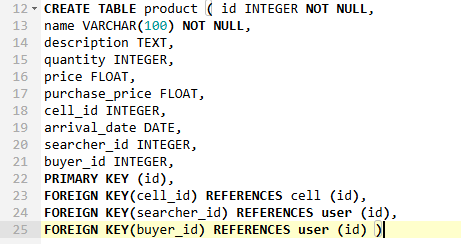 12 CREATE TABLE product ( id INTEGER NOT NULL,
13 name VARCHAR(100) NOT NULL,
14 description TEXT,
15 quantity INTEGER,
16 price FLOAT,
17 purchase_price FLOAT,
18 cell_id INTEGER,
19 arrival_date DATE,
20 searcher_id INTEGER,
21 buyer_id INTEGER,
22 PRIMARY KEY (id),
23 FOREIGN KEY(cell_id) REFERENCES cell (id),
24 FOREIGN KEY(searcher_id) REFERENCES user (id),
25 FOREIGN KEY(buyer_id) REFERENCES user (id) )